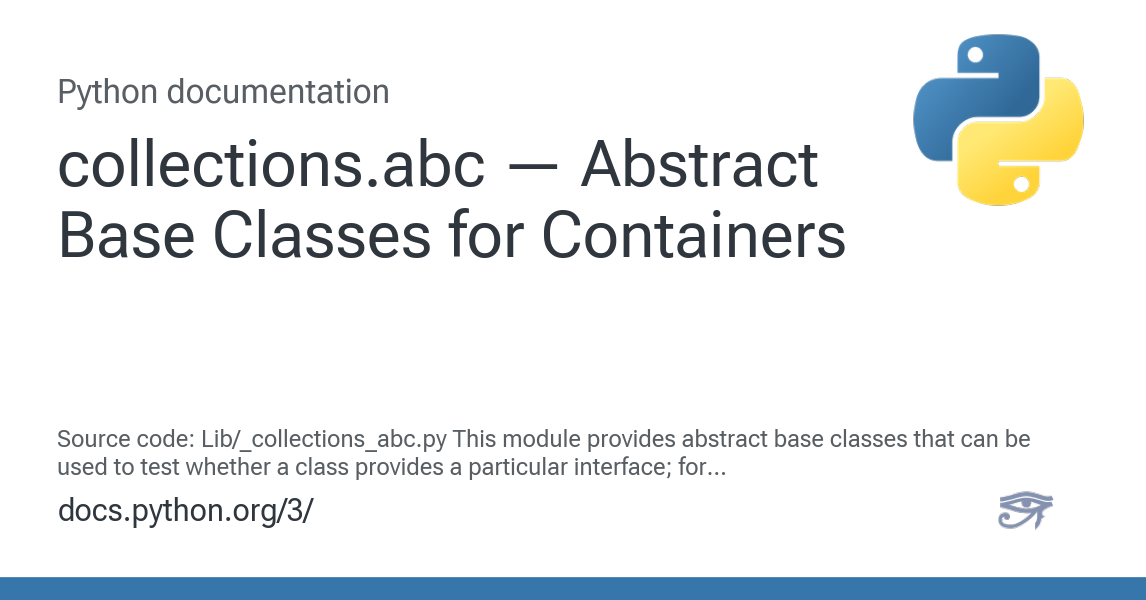 Python documentation
collections.abc — Abstract
Base Classes for Containers
Source code: Lib/_collections_abc.py This module provides abstract base classes that can be
used to test whether a class provides a particular interface; for...
docs.python.org/3/